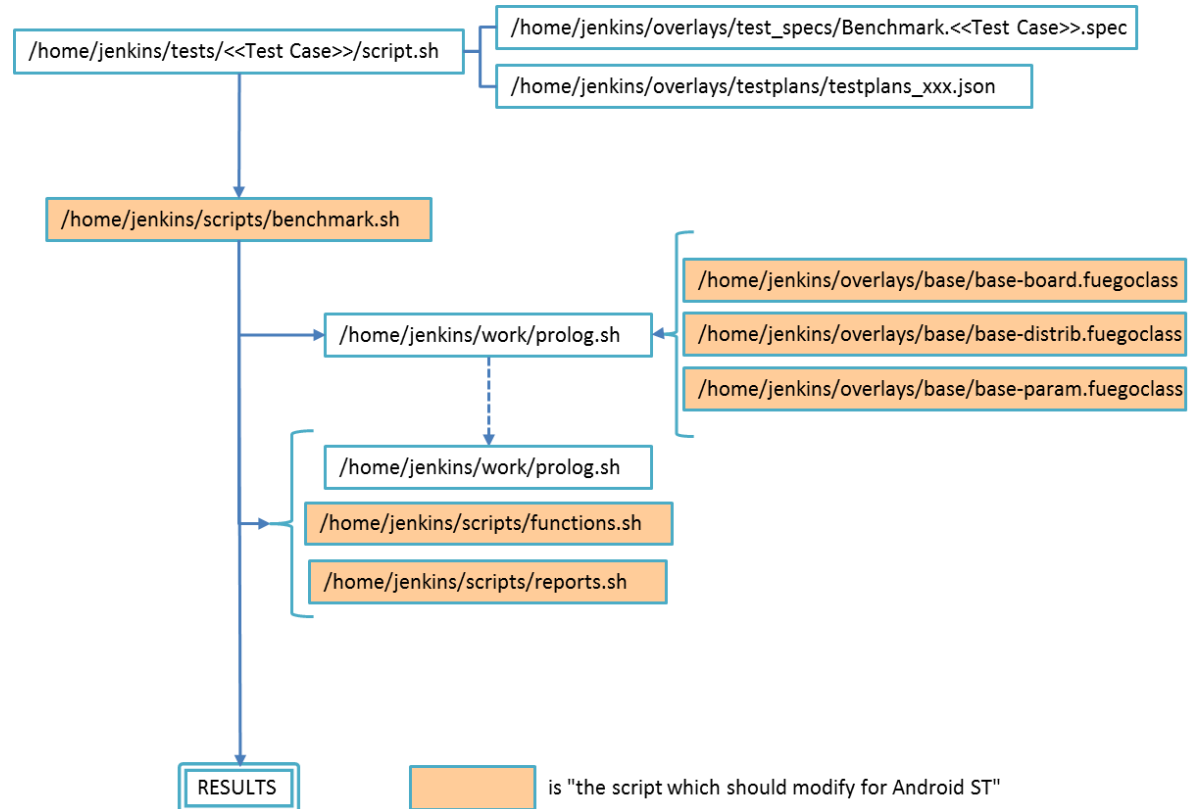 /home/jenkins/tests/<<Test Case>>/script.sh
/home/jenkins/overlays/test_specs/Benchmark.<<Test Case>>.spec
/home/jenkins/overlays/testplans/testplans_xxx.json
/home/jenkins/scripts/benchmark.sh
/home/jenkins/overlays/base/base-board.fuegoclass
/home/jenkins/work/prolog.sh
/home/jenkins/overlays/base/base-distrib.fuegoclass
/home/jenkins/overlays/base/base-param.fuegoclass
/home/jenkins/work/prolog.sh
/home/jenkins/scripts/functions.sh
/home/jenkins/scripts/reports.sh
RESULTS
is "the script which should modify for Android ST"